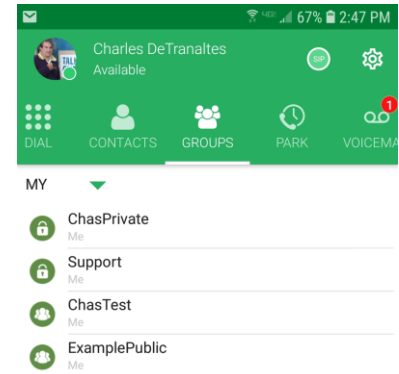 4G 67% 2:47 PM
Charles DeTranaltes
Available
SIP
1
DIAL CONTACTS GROUPS PARK VOICEMA
MY
ChasPrivate
Me
Support
Me
ChasTest
Me
ExamplePublic
Me